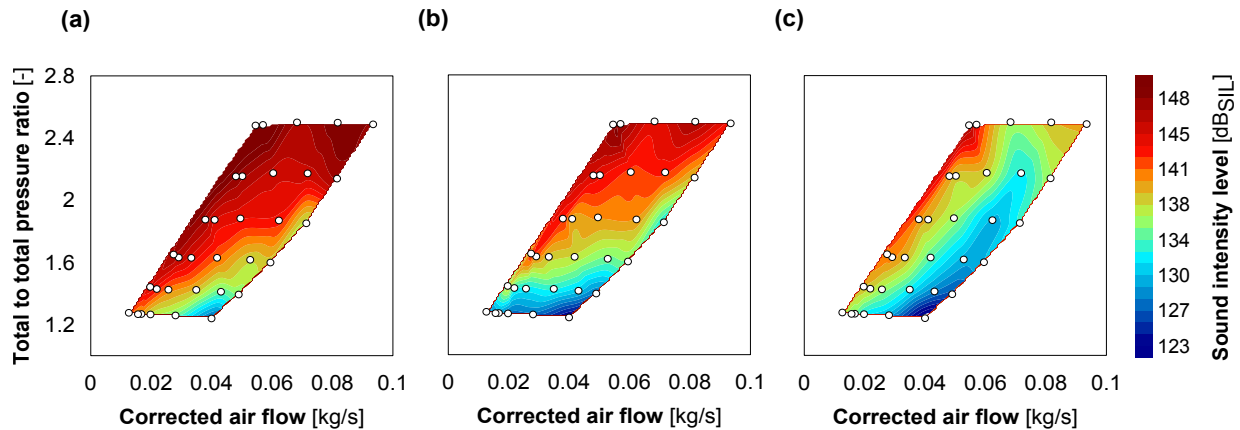 (a)
(b)
(c)
Total to total pressure ratio [-]
2.8
2.4
2
1.6
1.2
0 0.02 0.04 0.06 0.08 0.1
0 0.02 0.04 0.06 0.08 0.1
0 0.02 0.04 0.06 0.08 0.1
Corrected air flow [kg/s]
Corrected air flow [kg/s]
Corrected air flow [kg/s]
148
145
141
138
134
130
127
123
Sound intensity level [dBSIL]